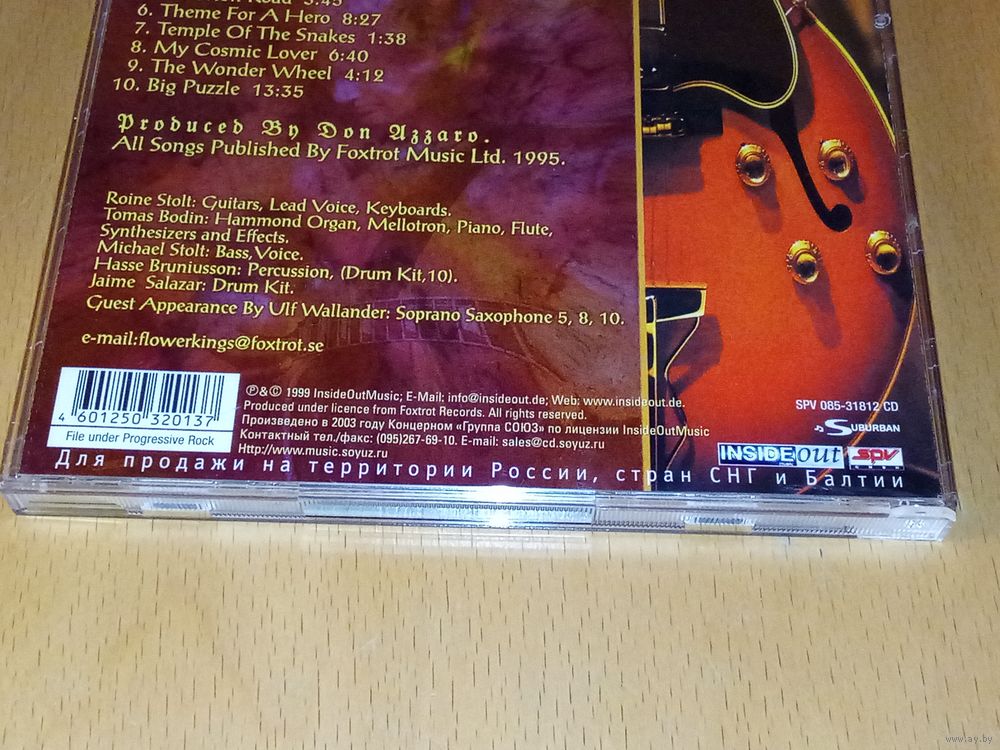 Road 3:45
6. Theme For A Hero 8:27
7. Temple Of The Snakes 1:38
8. My Cosmic Lover 6:40
9. The Wonder Wheel 4:12
10. Big Puzzle 13:35
Produced By Don Azzaro.
All Songs Published By Foxtrot Music Ltd. 1995.
Roine Stolt: Guitars, Lead Voice, Keyboards.
Tomas Bodin: Hammond Organ, Mellotron, Piano, Flute,
Synthesizers and Effects.
Michael Stolt: Bass,Voice.
Hasse Bruniusson: Percussion, (Drum Kit,10).
Jaime Salazar: Drum Kit.
Guest Appearance By Ulf Wallander: Soprano Saxophone 5, 8, 10.
e-mail:flowerkings@foxtrot.se
4 601250 320137
File under Progressive Rock
℗&© 1999 InsideOutMusic; E-Mail: info@insideout.de; Web: www.insideout.de.
Produced under licence from Foxtrot Records. All rights reserved.
Произведено в 2003 году Концерном «Группа СОЮЗ» по лицензии InsideOutMusic
Контактный тел./факс: (095)267-69-10. E-mail: sales@cd.soyuz.ru
Http://www.music.soyuz.ru
SPV 085-31812 CD
SUBURBAN
INSIDEout
music
SPV
Для продажи на территории России, стран СНГ и Балтии
www.ay.by